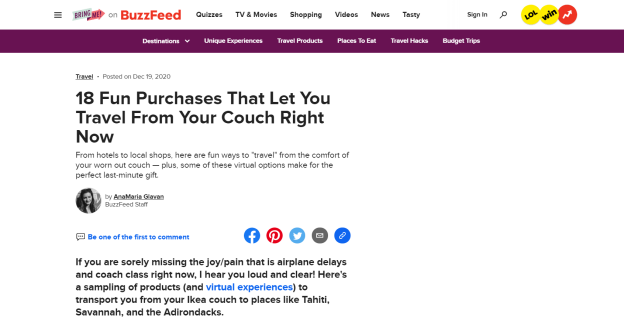 BRING ME! on BuzzFeed Quizzes TV & Movies Shopping Videos News Tasty Sign In LOL win
Destinations Unique Experiences Travel Products Places To Eat Travel Hacks Budget Trips
Travel • Posted on Dec 19, 2020
18 Fun Purchases That Let You
Travel From Your Couch Right
Now
From hotels to local shops, here are fun ways to "travel" from the comfort of
your worn out couch — plus, some of these virtual options make for the
perfect last-minute gift.
by AnaMaria Glavan
BuzzFeed Staff
Be one of the first to comment
If you are sorely missing the joy/pain that is airplane delays
and coach class right now, I hear you loud and clear! Here's
a sampling of products (and virtual experiences) to
transport you from your Ikea couch to places like Tahiti,
Savannah, and the Adirondacks.